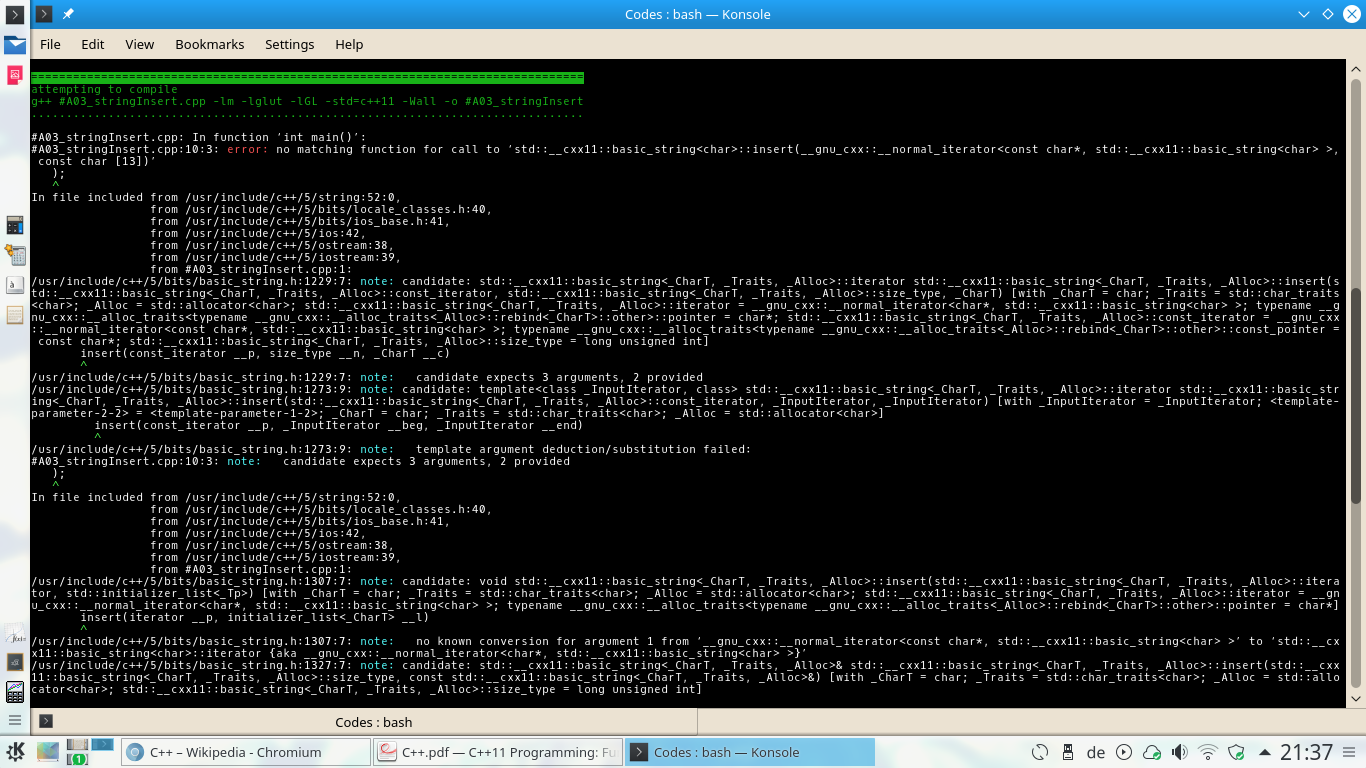 Codes : bash — Konsole
File Edit View Bookmarks Settings Help
===============================================================================
attempting to compile
g++ #A03_stringInsert.cpp -lm -lglut -lGL -std=c++11 -Wall -o #A03_stringInsert
...............................................................................
#A03_stringInsert.cpp: In function ‘int main()’:
#A03_stringInsert.cpp:10:3: error: no matching function for call to ‘std::__cxx11::basic_string<char>::insert(__gnu_cxx::__normal_iterator<const char*, std::__cxx11::basic_string<char> >,
 const char [13])’
   );
   ^
In file included from /usr/include/c++/5/string:52:0,
                 from /usr/include/c++/5/bits/locale_classes.h:40,
                 from /usr/include/c++/5/bits/ios_base.h:41,
                 from /usr/include/c++/5/ios:42,
                 from /usr/include/c++/5/ostream:38,
                 from /usr/include/c++/5/iostream:39,
                 from #A03_stringInsert.cpp:1:
/usr/include/c++/5/bits/basic_string.h:1229:7: note: candidate: std::__cxx11::basic_string<_CharT, _Traits, _Alloc>::iterator std::__cxx11::basic_string<_CharT, _Traits, _Alloc>::insert(s
td::__cxx11::basic_string<_CharT, _Traits, _Alloc>::const_iterator, std::__cxx11::basic_string<_CharT, _Traits, _Alloc>::size_type, _CharT) [with _CharT = char; _Traits = std::char_traits
<char>; _Alloc = std::allocator<char>; std::__cxx11::basic_string<_CharT, _Traits, _Alloc>::iterator = __gnu_cxx::__normal_iterator<char*, std::__cxx11::basic_string<char> >; typename __g
nu_cxx::__alloc_traits<typename __gnu_cxx::__alloc_traits<_Alloc>::rebind<_CharT>::other>::pointer = char*; std::__cxx11::basic_string<_CharT, _Traits, _Alloc>::const_iterator = __gnu_cxx
::__normal_iterator<const char*, std::__cxx11::basic_string<char> >; typename __gnu_cxx::__alloc_traits<typename __gnu_cxx::__alloc_traits<_Alloc>::rebind<_CharT>::other>::const_pointer =
 const char*; std::__cxx11::basic_string<_CharT, _Traits, _Alloc>::size_type = long unsigned int]
       insert(const_iterator __p, size_type __n, _CharT __c)
       ^
/usr/include/c++/5/bits/basic_string.h:1229:7: note:   candidate expects 3 arguments, 2 provided
/usr/include/c++/5/bits/basic_string.h:1273:9: note: candidate: template<class _InputIterator, class> std::__cxx11::basic_string<_CharT, _Traits, _Alloc>::iterator std::__cxx11::basic_str
ing<_CharT, _Traits, _Alloc>::insert(std::__cxx11::basic_string<_CharT, _Traits, _Alloc>::const_iterator, _InputIterator, _InputIterator) [with _InputIterator = _InputIterator; <template-
parameter-2-2> = <template-parameter-1-2>; _CharT = char; _Traits = std::char_traits<char>; _Alloc = std::allocator<char>]
         insert(const_iterator __p, _InputIterator __beg, _InputIterator __end)
         ^
/usr/include/c++/5/bits/basic_string.h:1273:9: note:   template argument deduction/substitution failed:
#A03_stringInsert.cpp:10:3: note:   candidate expects 3 arguments, 2 provided
   );
   ^
In file included from /usr/include/c++/5/string:52:0,
                 from /usr/include/c++/5/bits/locale_classes.h:40,
                 from /usr/include/c++/5/bits/ios_base.h:41,
                 from /usr/include/c++/5/ios:42,
                 from /usr/include/c++/5/ostream:38,
                 from /usr/include/c++/5/iostream:39,
                 from #A03_stringInsert.cpp:1:
/usr/include/c++/5/bits/basic_string.h:1307:7: note: candidate: void std::__cxx11::basic_string<_CharT, _Traits, _Alloc>::insert(std::__cxx11::basic_string<_CharT, _Traits, _Alloc>::itera
tor, std::initializer_list<_Tp>) [with _CharT = char; _Traits = std::char_traits<char>; _Alloc = std::allocator<char>; std::__cxx11::basic_string<_CharT, _Traits, _Alloc>::iterator = __gn
u_cxx::__normal_iterator<char*, std::__cxx11::basic_string<char> >; typename __gnu_cxx::__alloc_traits<typename __gnu_cxx::__alloc_traits<_Alloc>::rebind<_CharT>::other>::pointer = char*]
       insert(iterator __p, initializer_list<_CharT> __l)
       ^
/usr/include/c++/5/bits/basic_string.h:1307:7: note:   no known conversion for argument 1 from ‘__gnu_cxx::__normal_iterator<const char*, std::__cxx11::basic_string<char> >’ to ‘std::__cx
x11::basic_string<char>::iterator {aka __gnu_cxx::__normal_iterator<char*, std::__cxx11::basic_string<char> >}’
/usr/include/c++/5/bits/basic_string.h:1327:7: note: candidate: std::__cxx11::basic_string<_CharT, _Traits, _Alloc>& std::__cxx11::basic_string<_CharT, _Traits, _Alloc>::insert(std::__cxx
11::basic_string<_CharT, _Traits, _Alloc>::size_type, const std::__cxx11::basic_string<_CharT, _Traits, _Alloc>&) [with _CharT = char; _Traits = std::char_traits<char>; _Alloc = std::allo
cator<char>; std::__cxx11::basic_string<_CharT, _Traits, _Alloc>::size_type = long unsigned int]
Codes : bash
1
C++ – Wikipedia - Chromium
C++.pdf — C++11 Programming: Fu
Codes : bash — Konsole
de
21:37